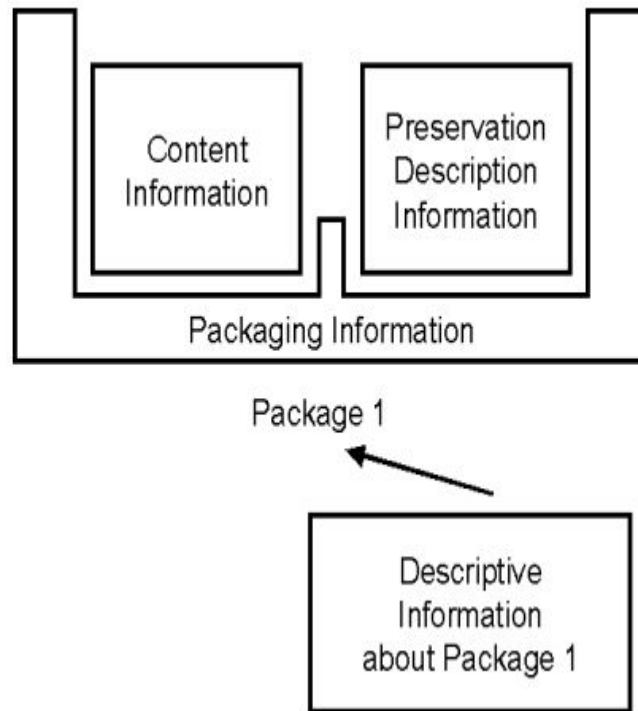 Content
Information
Preservation
Description
Information
Packaging Information
Package 1
Descriptive
Information
about Package 1